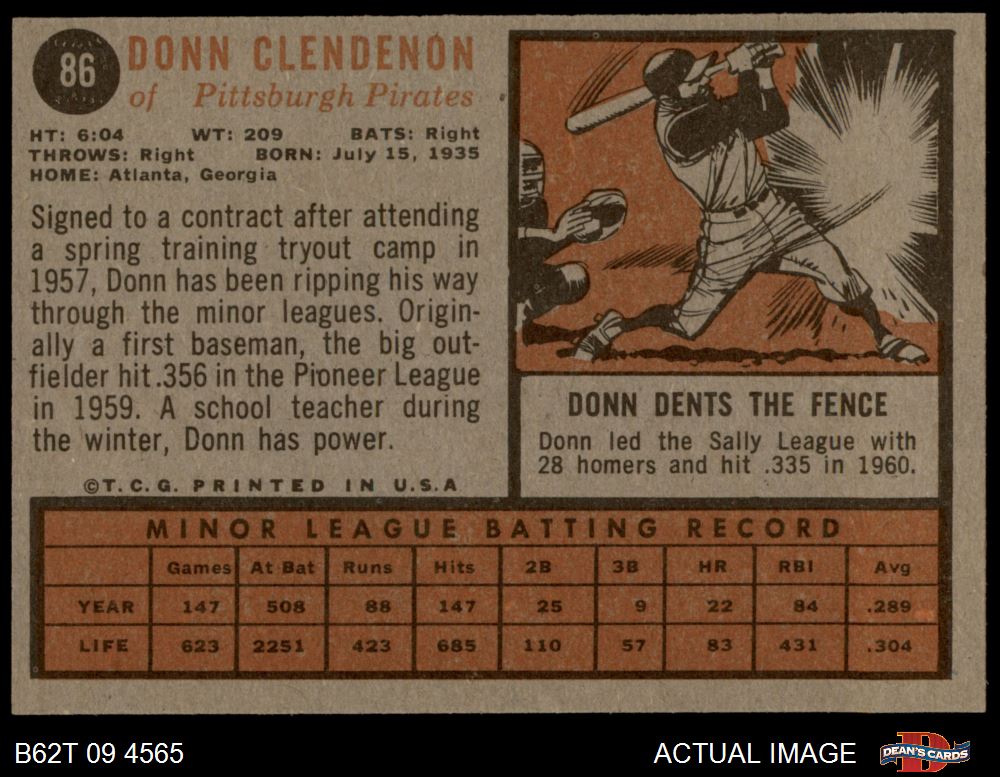 86
DONN CLENDENON
of Pittsburgh Pirates
HT: 6:04 WT: 209 BATS: Right
THROWS: Right BORN: July 15, 1935
HOME: Atlanta, Georgia
Signed to a contract after attending
a spring training tryout camp in
1957, Donn has been ripping his way
through the minor leagues. Origin-
ally a first baseman, the big out-
fielder hit .356 in the Pioneer League
in 1959. A school teacher during
the winter, Donn has power.
©T.C.G. PRINTED IN U.S.A
DONN DENTS THE FENCE
Donn led the Sally League with
28 homers and hit .335 in 1960.
MINOR LEAGUE BATTING RECORD
Games At Bat Runs Hits 2B 3B HR RBI Avg
YEAR 147 508 88 147 25 9 22 84 .289
LIFE 623 2251 423 685 110 57 83 431 .304
B62T 09 4565
ACTUAL IMAGE
D
DEAN'S CARDS